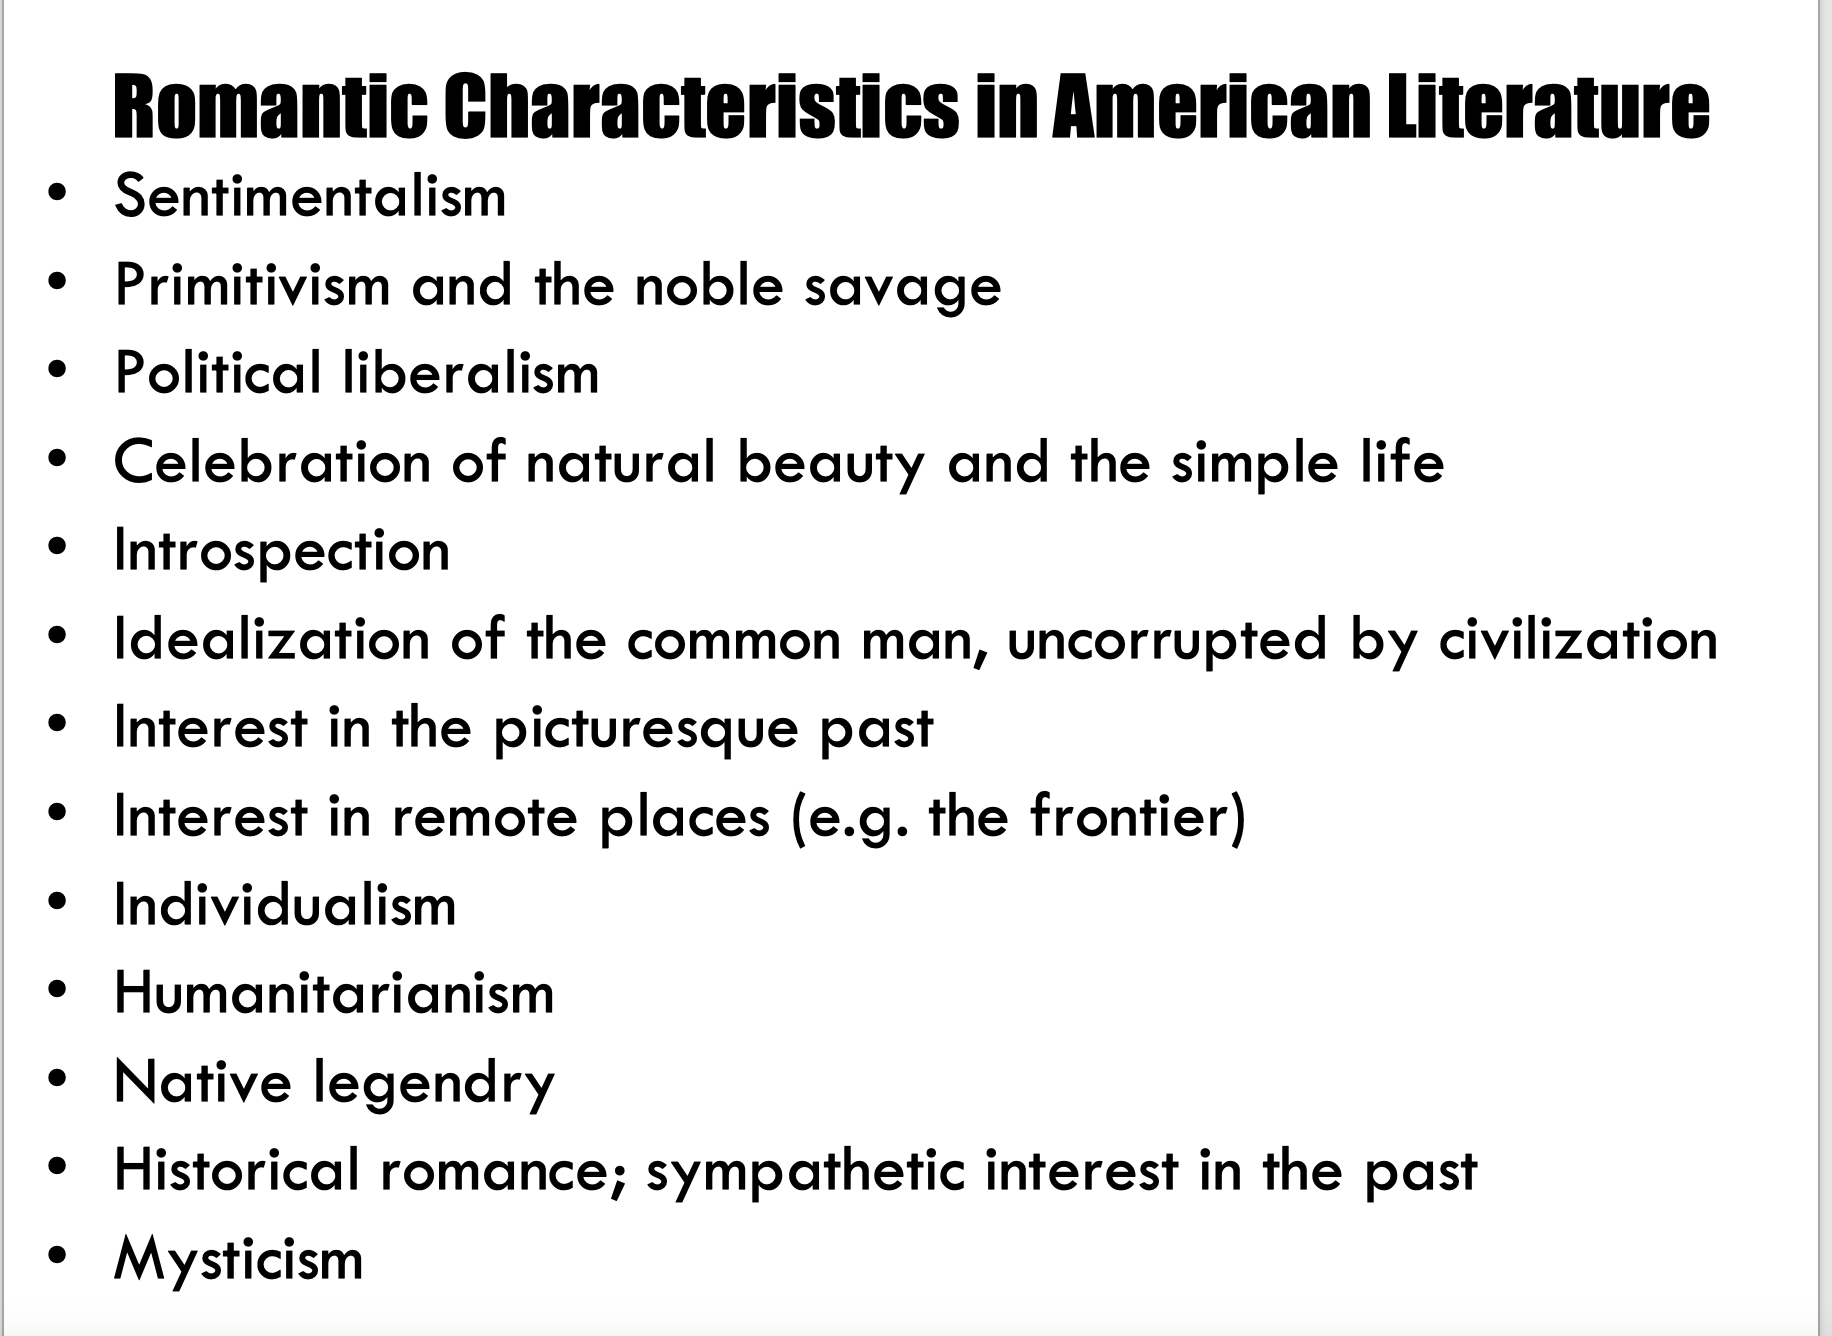 Romantic Characteristics in American Literature
• Sentimentalism
• Primitivism and the noble savage
• Political liberalism
• Celebration of natural beauty and the simple life
• Introspection
• Idealization of the common man, uncorrupted by civilization
• Interest in the picturesque past
• Interest in remote places (e.g. the frontier)
• Individualism
• Humanitarianism
• Native legendry
• Historical romance; sympathetic interest in the past
• Mysticism